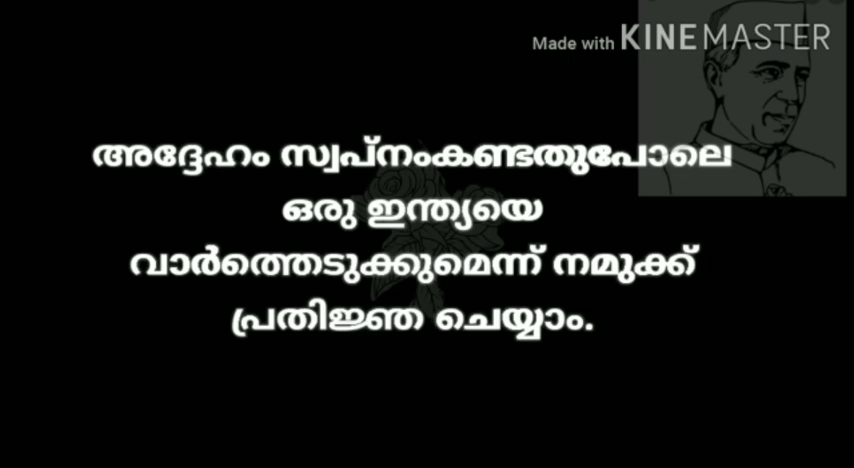 Made with KINEMASTER
അദ്ദേഹം സ്വപ്നംകണ്ടതുപോലെ
ഒരു ഇന്ത്യയെ
വാർത്തെടുക്കുമെന്ന് നമുക്ക്
പ്രതിജ്ഞ ചെയ്യാം.